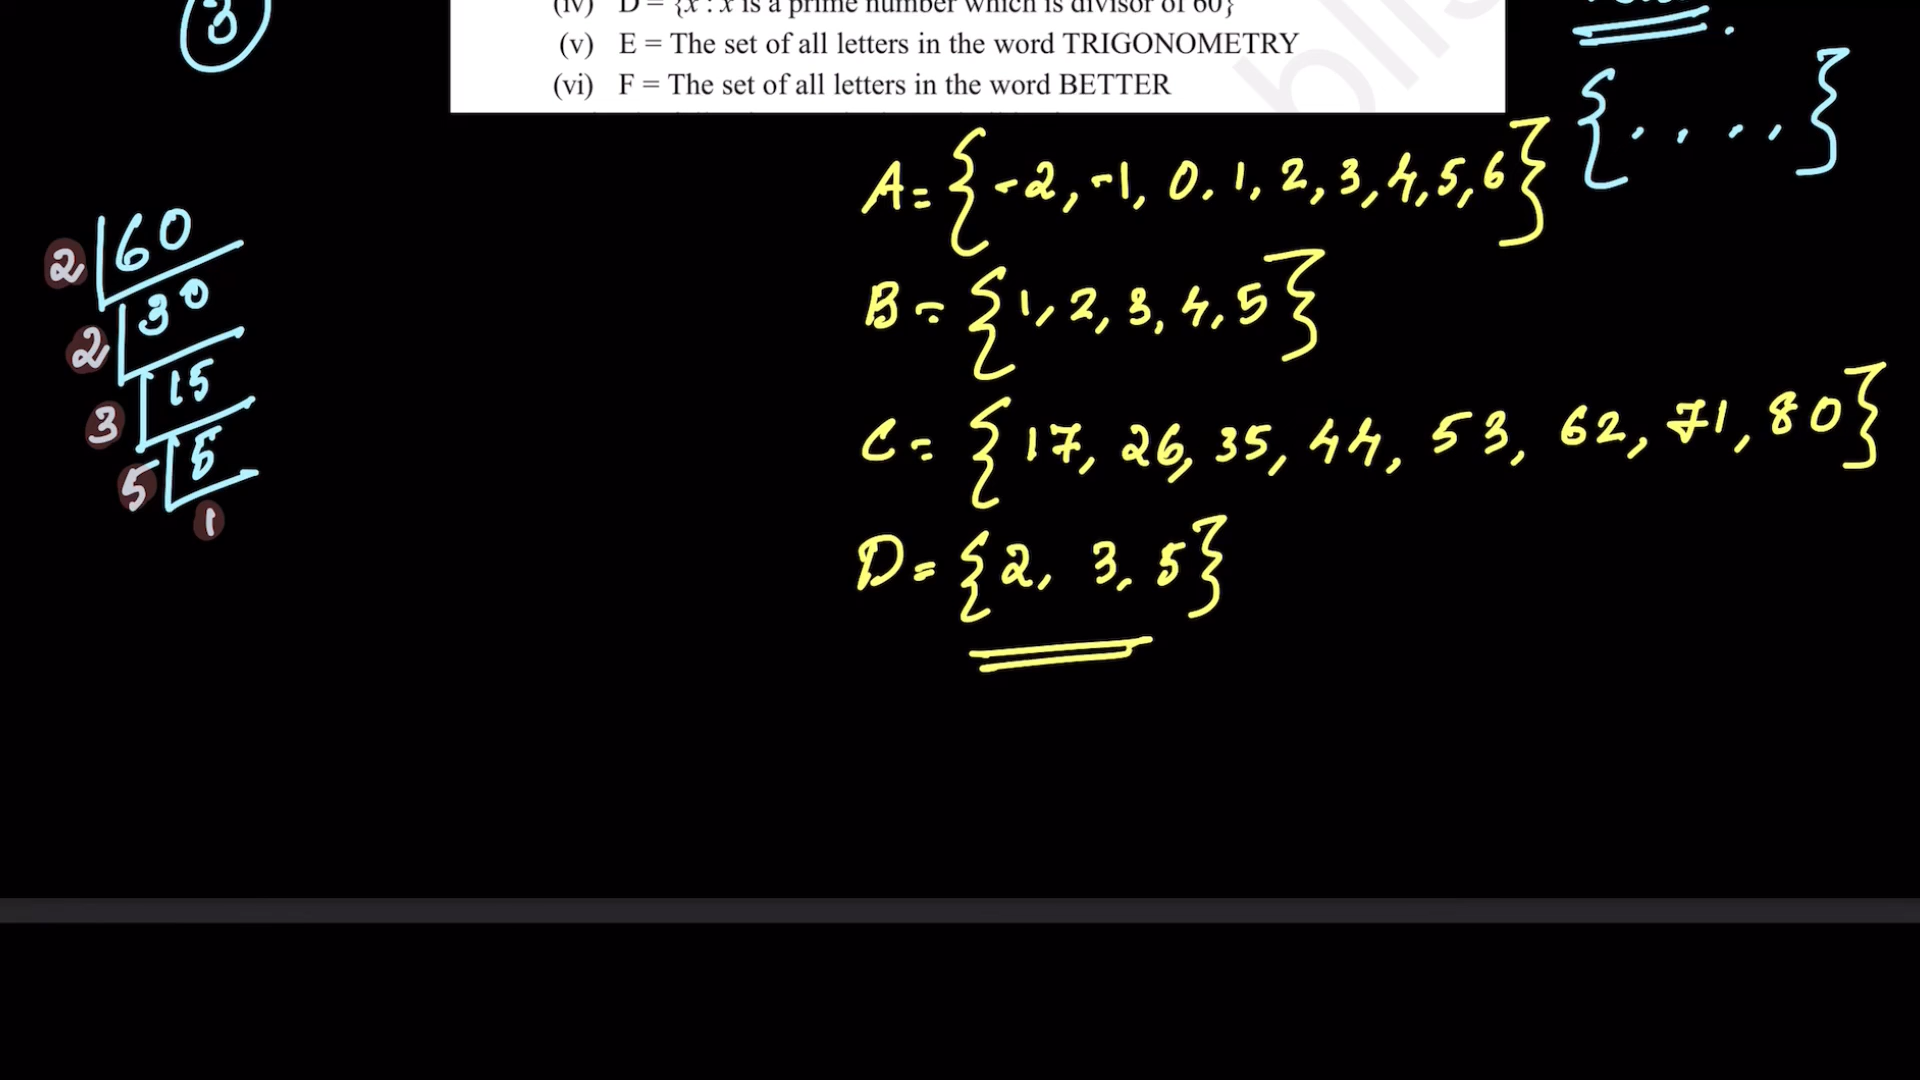 3
(iv) D = {x : x is a prime number which is divisor of 60}
(v) E = The set of all letters in the word TRIGONOMETRY
(vi) F = The set of all letters in the word BETTER
{. . . .}
A = {-2, -1, 0, 1, 2, 3, 4, 5, 6}
B = {1, 2, 3, 4, 5}
C = {17, 26, 35, 44, 53, 62, 71, 80}
D = {2, 3, 5}
2 60
2 30
3 15
5 5
1